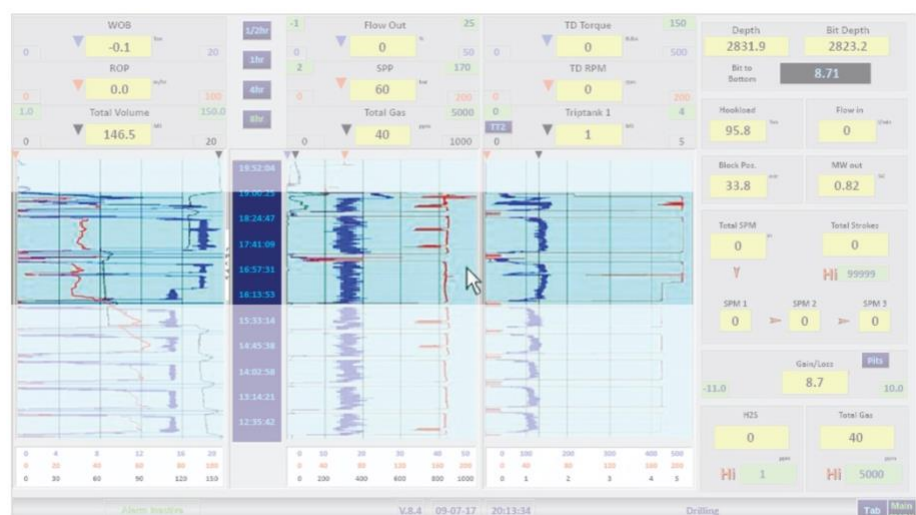 WOB
-0.1
0
20
ROP
0.0
0
100
1.0
Total Volume
150.0
146.5
0
20
1/2hr
1hr
4hr
8hr
-1
Flow Out
25
%
0
0
50
2
SPP
170
bar
60
0
200
Total Gas
5000
ppm
40
0
1000
TD Torque
150
0
0
500
TD RPM
rpm
0
0
200
0
Triptank 1
4
TT2
1
0
5
Depth
Bit Depth
2831.9
2823.2
Bit to
Bottom
8.71
Hookload
Flow in
95.8
0
Block Pos.
MW out
33.8
0.82
Total SPM
Total Strokes
0
0
Hi
99999
SPM 1
SPM 2
SPM 3
0
0
0
Gain/Loss
Pits
-11.0
8.7
10.0
H2S
Total Gas
0
40
ppm
ppm
Hi
1
Hi
5000
19:52:04
19:00:25
18:24:47
17:41:09
16:57:31
16:13:53
15:33:14
14:45:36
14:02:58
13:14:21
12:35:42
0 4 8 12 16 20
0 20 40 60 80 100
0 30 60 90 120 150
0 10 20 30 40 50
0 40 80 120 160 200
0 200 400 600 800 1000
0 100 200 300 400 500
0 40 80 120 160 200
0 1 2 3 4 5
Alarm Inactive
V.8.4 09-07-17 20:13:34
Drilling
Tab
Main